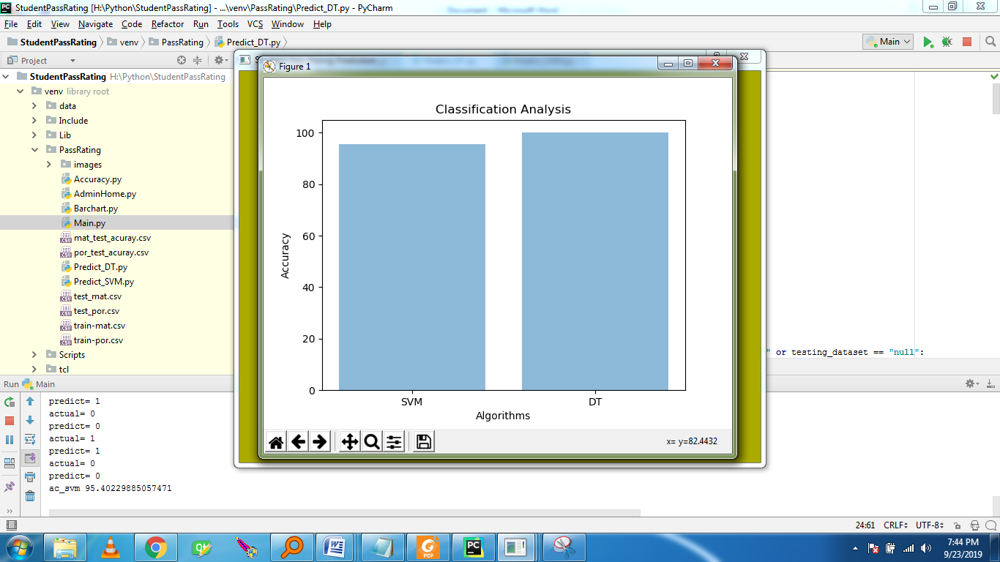 StudentPassRating [H:\Python\StudentPassRating] - ...\venv\PassRating\Predict_DT.py - PyCharm
File Edit View Navigate Code Refactor Run Tools VCS Window Help
StudentPassRating venv PassRating Predict_DT.py Main
Project
StudentPassRating H:\Python\StudentPassRating
venv library root
data
Include
Lib
PassRating
images
Accuracy.py
AdminHome.py
Barchart.py
Main.py
mat_test_acuray.csv
por_test_acuray.csv
Predict_DT.py
Predict_SVM.py
test_mat.csv
test_por.csv
train-mat.csv
train-por.csv
Scripts
tcl
Figure 1
Classification Analysis
100
80
60
40
20
0
Accuracy
SVM DT
Algorithms
x= y=82.4432
" or testing_dataset == "null":
Run Main
predict= 1
actual= 0
predict= 0
actual= 1
predict= 1
actual= 0
predict= 0
ac_svm 95.40229885057471
24:61 CRLF UTF-8
PC
7:44 PM
9/23/2019